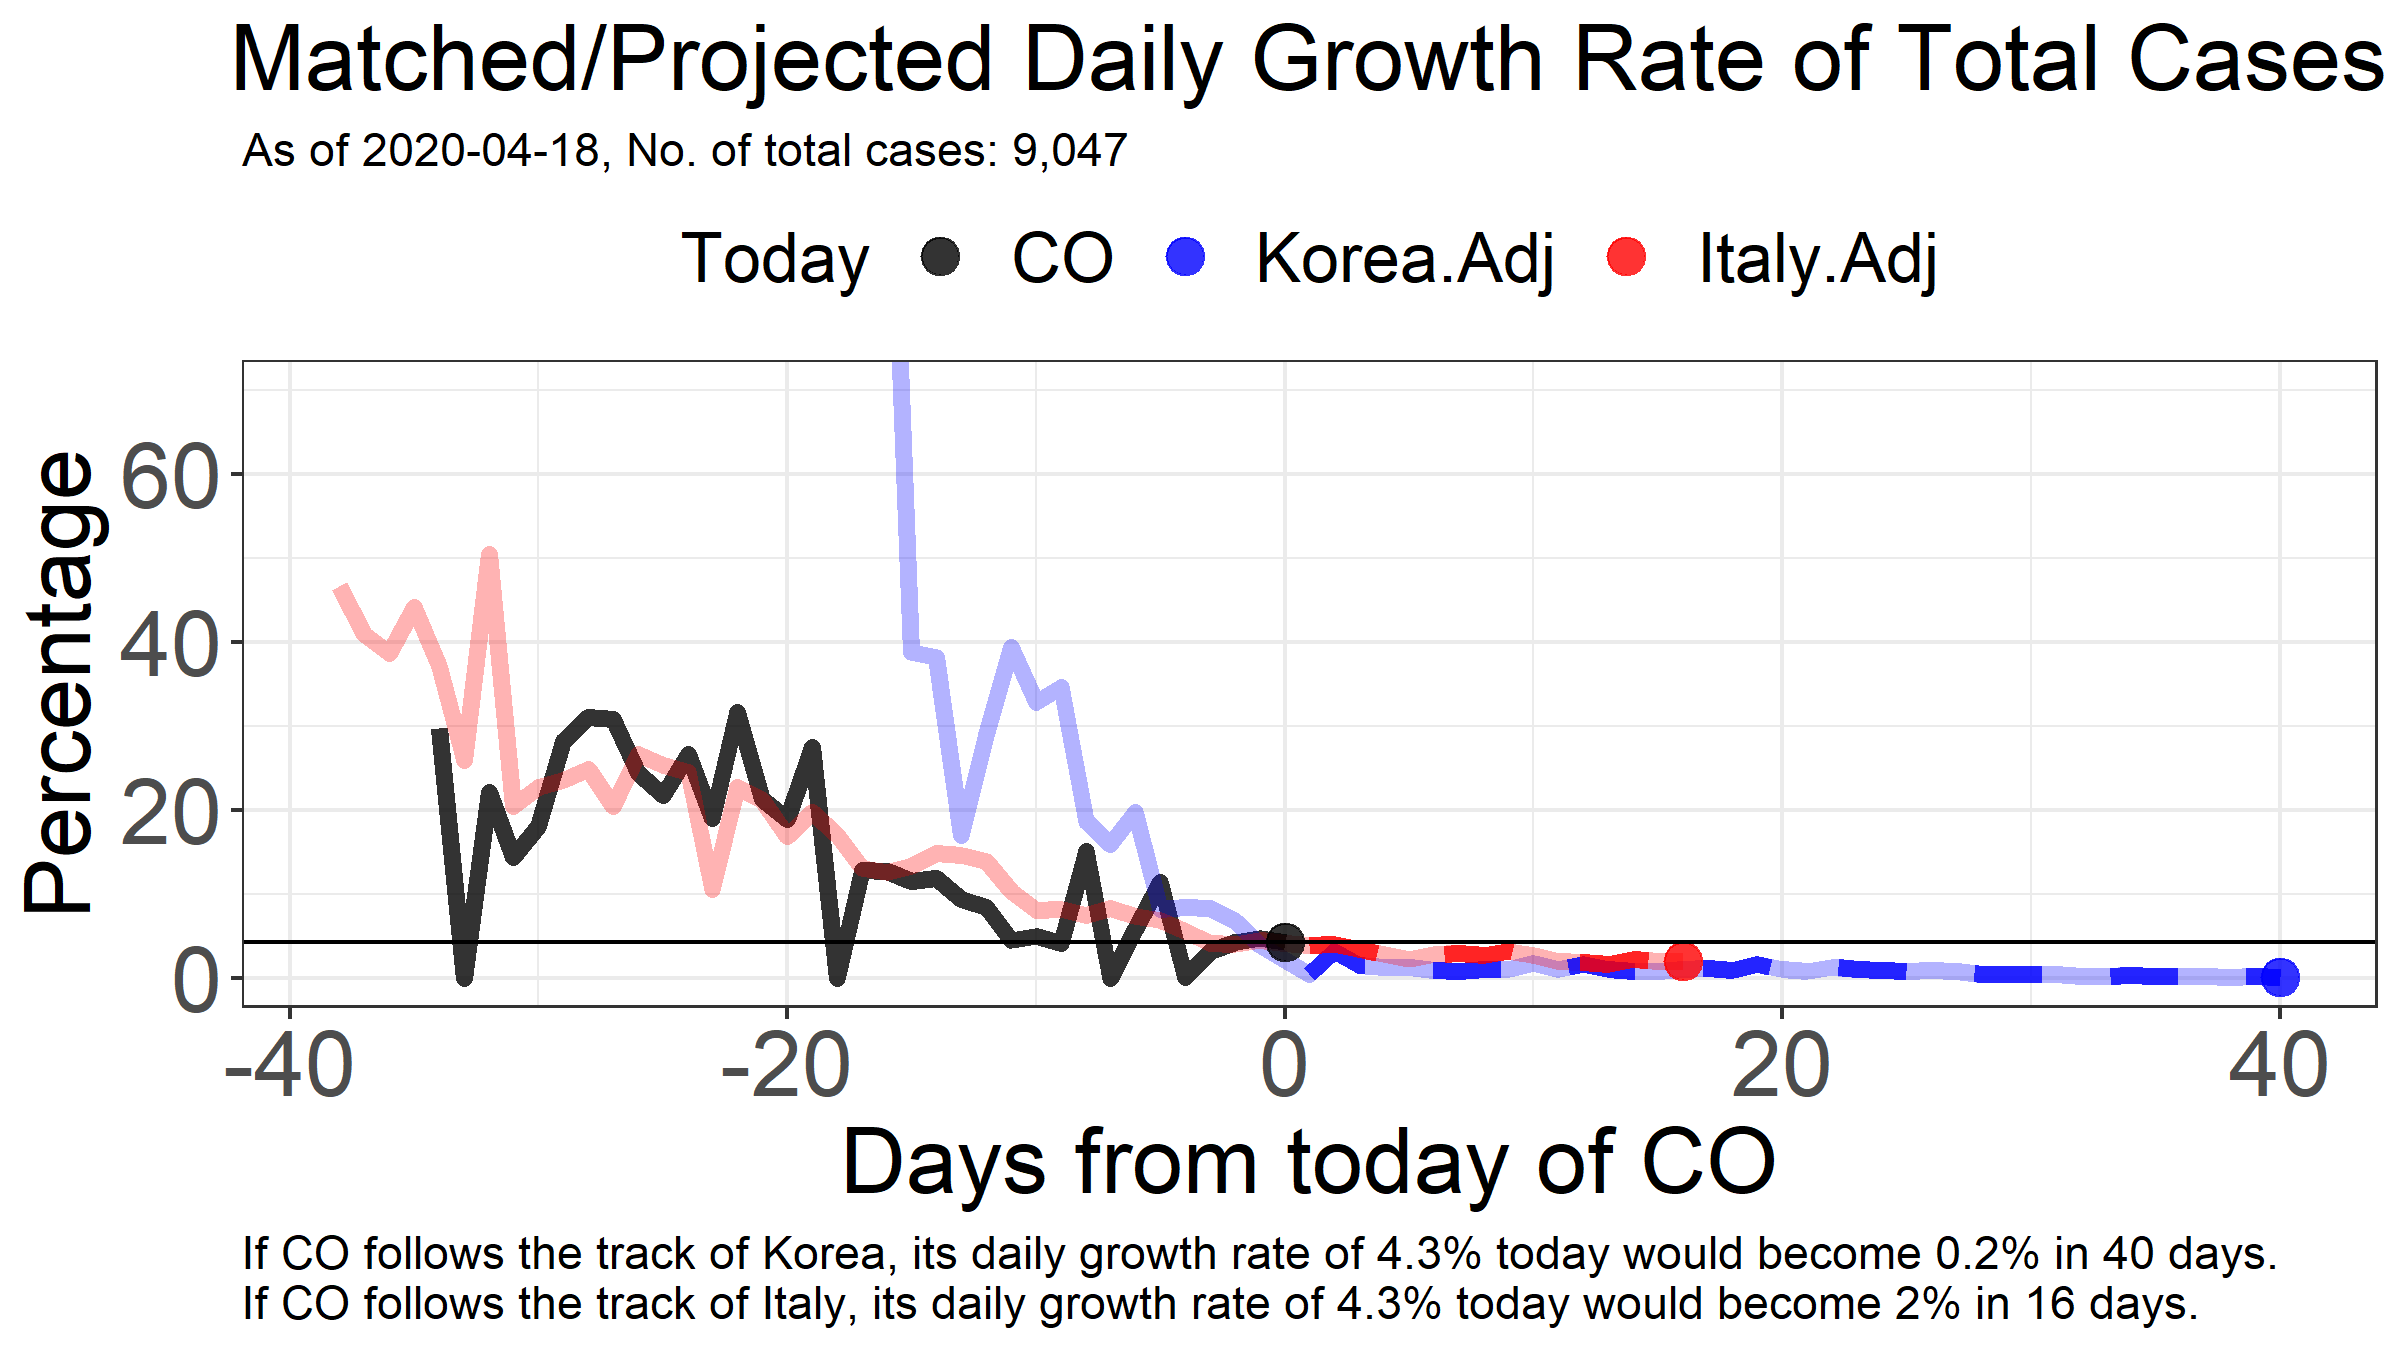 Matched/Projected Daily Growth Rate of Total Cases
As of 2020-04-18, No. of total cases: 9,047
Today CO Korea.Adj Italy.Adj
Percentage
60
40
20
0
-40 -20 0 20 40
Days from today of CO
If CO follows the track of Korea, its daily growth rate of 4.3% today would become 0.2% in 40 days.
If CO follows the track of Italy, its daily growth rate of 4.3% today would become 2% in 16 days.